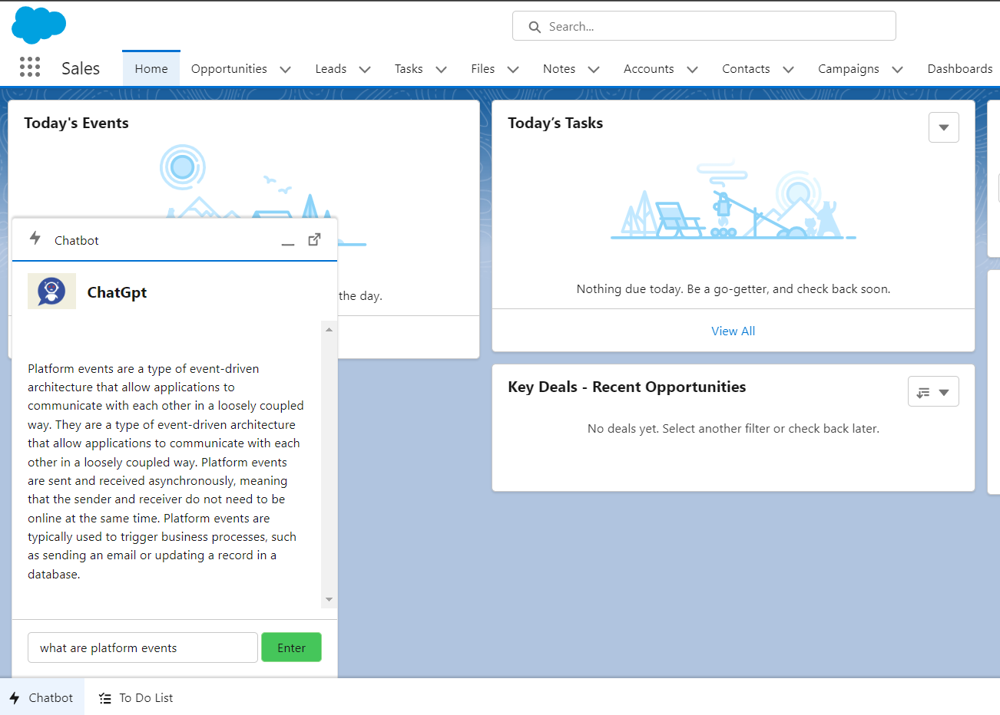 Search...
Sales
Home
Opportunities
Leads
Tasks
Files
Notes
Accounts
Contacts
Campaigns
Dashboards
Today's Events
the day.
Today’s Tasks
Nothing due today. Be a go-getter, and check back soon.
View All
Key Deals - Recent Opportunities
No deals yet. Select another filter or check back later.
Chatbot
ChatGpt
Platform events are a type of event-driven
architecture that allow applications to
communicate with each other in a loosely coupled
way. They are a type of event-driven architecture
that allow applications to communicate with each
other in a loosely coupled way. Platform events
are sent and received asynchronously, meaning
that the sender and receiver do not need to be
online at the same time. Platform events are
typically used to trigger business processes, such
as sending an email or updating a record in a
database.
what are platform events
Enter
Chatbot
To Do List